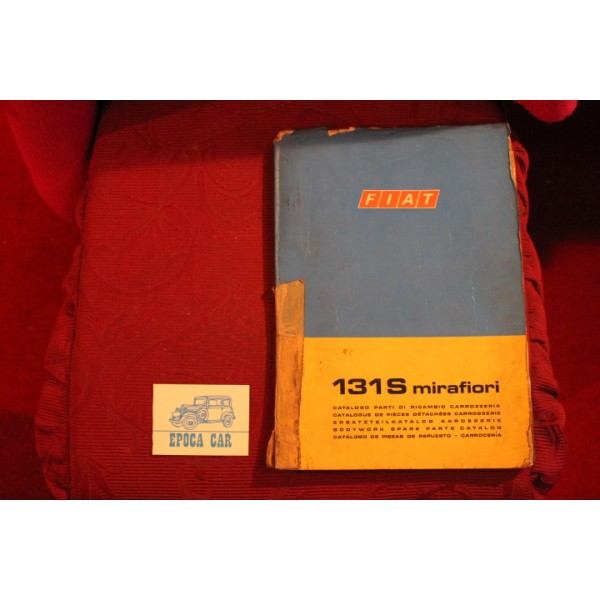 FIAT
131S mirafiori
CATALOGO PARTI DI RICAMBIO CARROZZERIA
CATALOGUE DE PIÈCES DÉTACHÉES CARROSSERIE
ERSATZTEILKATALOG KAROSSERIE
BODYWORK SPARE PARTS CATALOG
CATÁLOGO DE PIEZAS DE REPUESTO - CARROCERÍA
EPOCA CAR